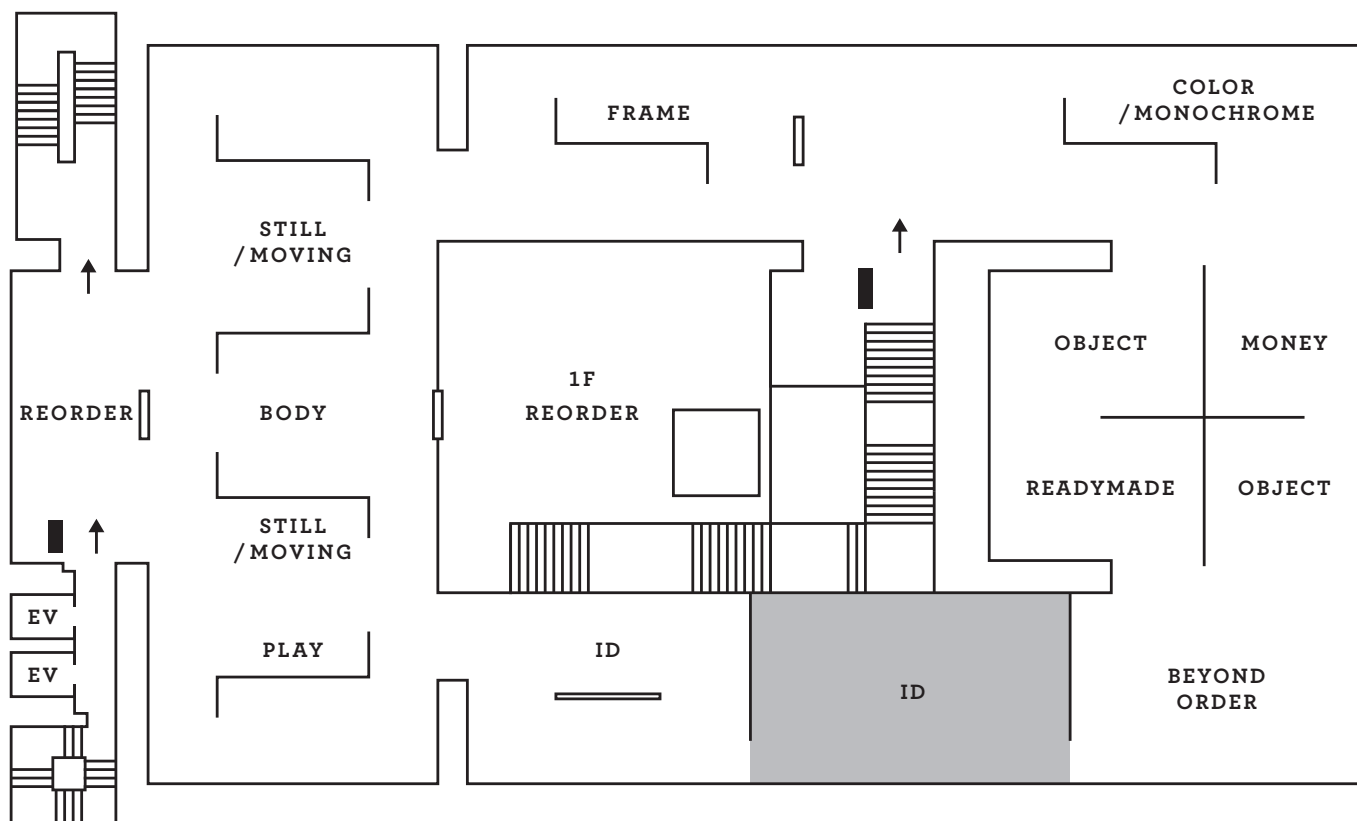 COLOR
/MONOCHROME
FRAME
STILL
/MOVING
OBJECT
MONEY
1F
REORDER
REORDER
BODY
READYMADE
OBJECT
STILL
/MOVING
EV
EV
PLAY
ID
ID
BEYOND
ORDER